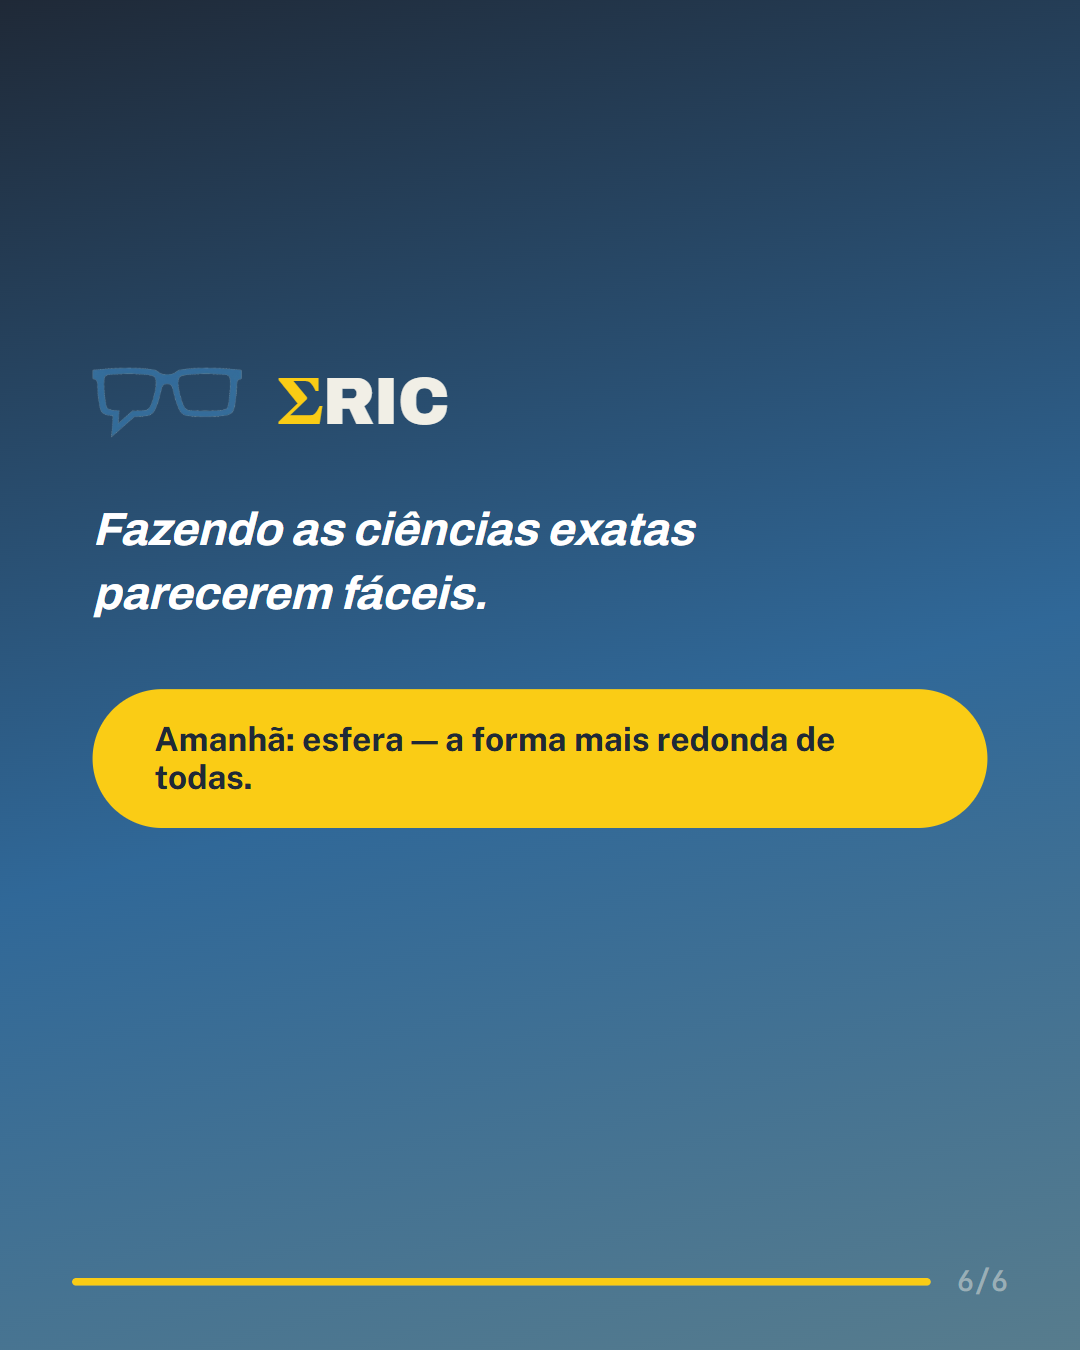 ΣRIC
Fazendo as ciências exatas
parecerem fáceis.
Amanhã: esfera — a forma mais redonda de
todas.
6/6